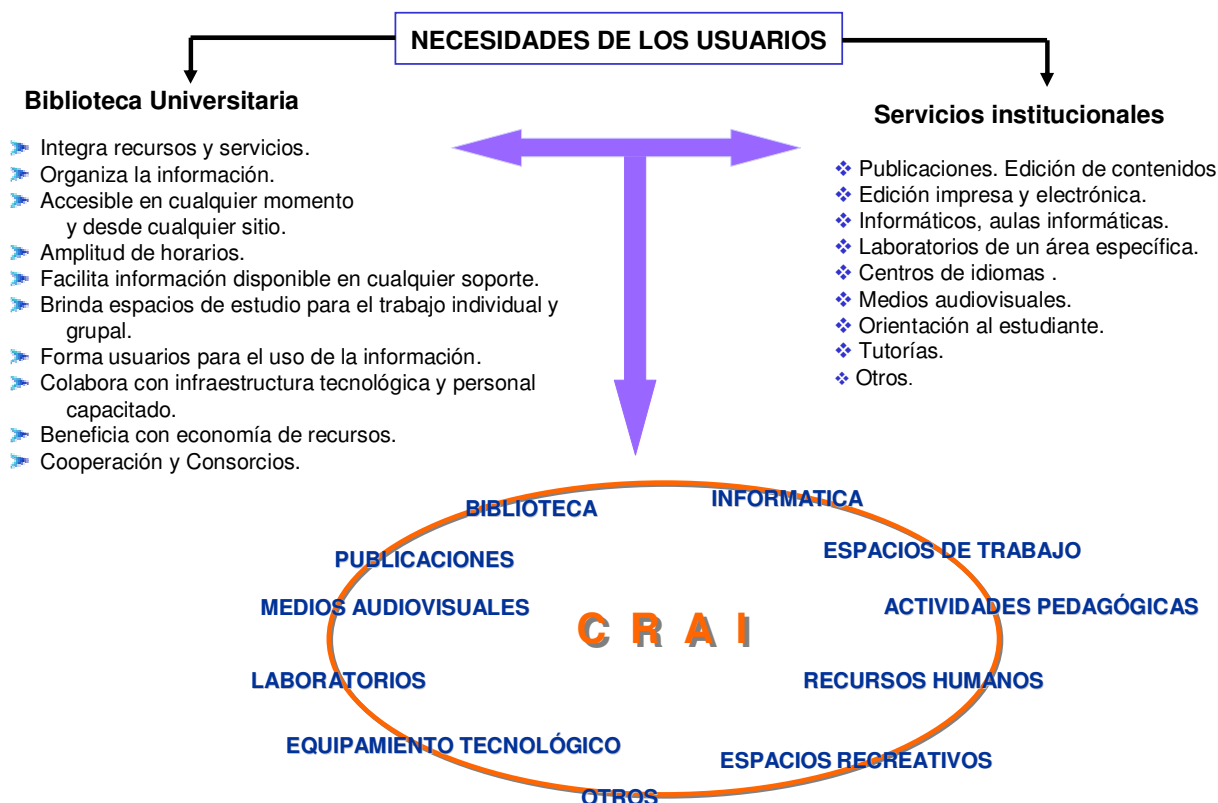 NECESIDADES DE LOS USUARIOS
Biblioteca Universitaria
Integra recursos y servicios.
Organiza la información.
Accesible en cualquier momento
y desde cualquier sitio.
Amplitud de horarios.
Facilita información disponible en cualquier soporte.
Brinda espacios de estudio para el trabajo individual y
grupal.
Forma usuarios para el uso de la información.
Colabora con infraestructura tecnológica y personal
capacitado.
Beneficia con economía de recursos.
Cooperación y Consorcios.
Servicios institucionales
Publicaciones. Edición de contenidos
Edición impresa y electrónica.
Informáticos, aulas informáticas.
Laboratorios de un área específica.
Centros de idiomas .
Medios audiovisuales.
Orientación al estudiante.
Tutorías.
Otros.
BIBLIOTECA
INFORMATICA
PUBLICACIONES
ESPACIOS DE TRABAJO
MEDIOS AUDIOVISUALES
ACTIVIDADES PEDAGÓGICAS
C R A I
LABORATORIOS
RECURSOS HUMANOS
EQUIPAMIENTO TECNOLÓGICO
ESPACIOS RECREATIVOS
OTROS